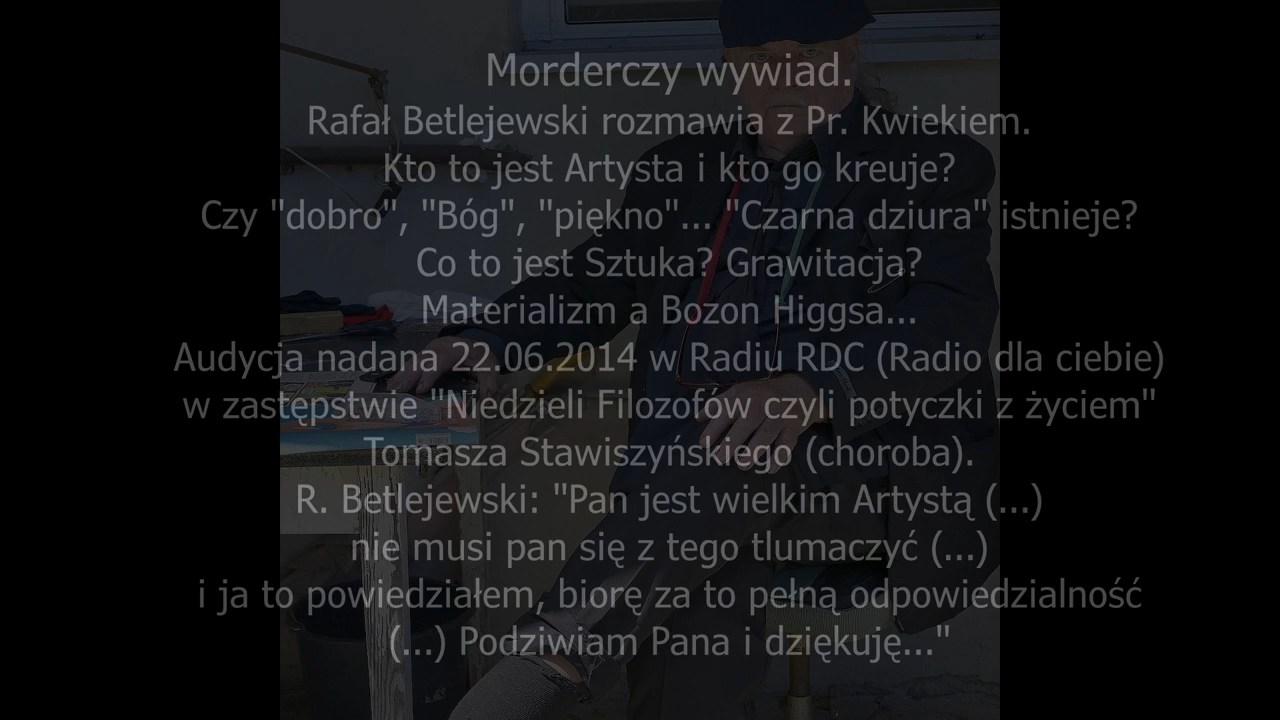 Morderczy wywiad.
Rafał Betlejewski rozmawia z Pr. Kwiekiem.
Kto to jest Artysta i kto go kreuje?
Czy "dobro", "Bóg", "piękno"... "Czarna dziura" istnieje?
Co to jest Sztuka? Grawitacja?
Materializm a Bozon Higgsa...
Audycja nadana 22.06.2014 w Radiu RDC (Radio dla ciebie)
w zastępstwie "Niedzieli Filozofów czyli potyczki z życiem"
Tomasza Stawiszyńskiego (choroba).
R. Betlejewski: "Pan jest wielkim Artystą (...)
nie musi pan się z tego tlumaczyć (...)
i ja to powiedziałem, biorę za to pełną odpowiedzialność
(...) Podziwiam Pana i dziękuję..."